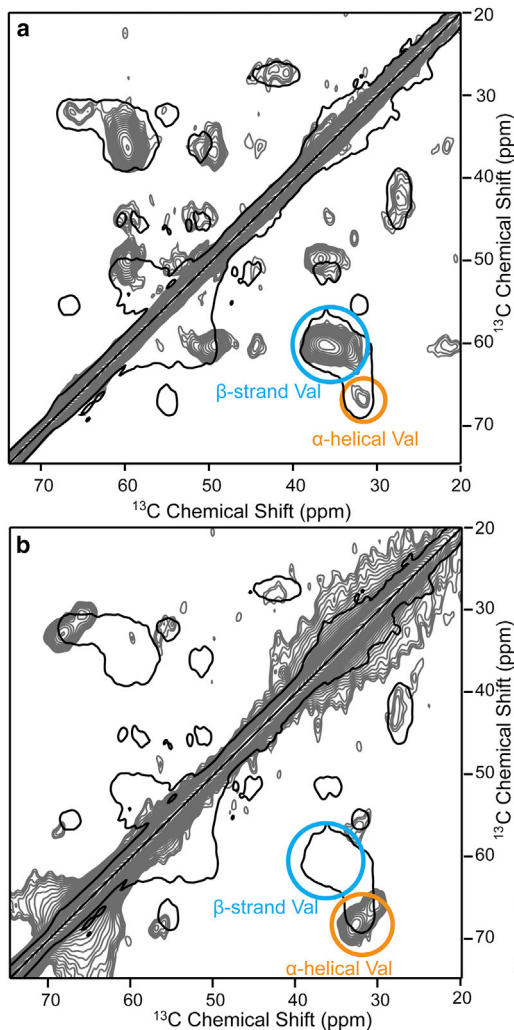 a
20
30
40
50
60
70
¹³C Chemical Shift (ppm)
β-strand Val
α-helical Val
70 60 50 40 30 20
¹³C Chemical Shift (ppm)
b
20
30
40
50
60
70
¹³C Chemical Shift (ppm)
β-strand Val
α-helical Val
70 60 50 40 30 20
¹³C Chemical Shift (ppm)